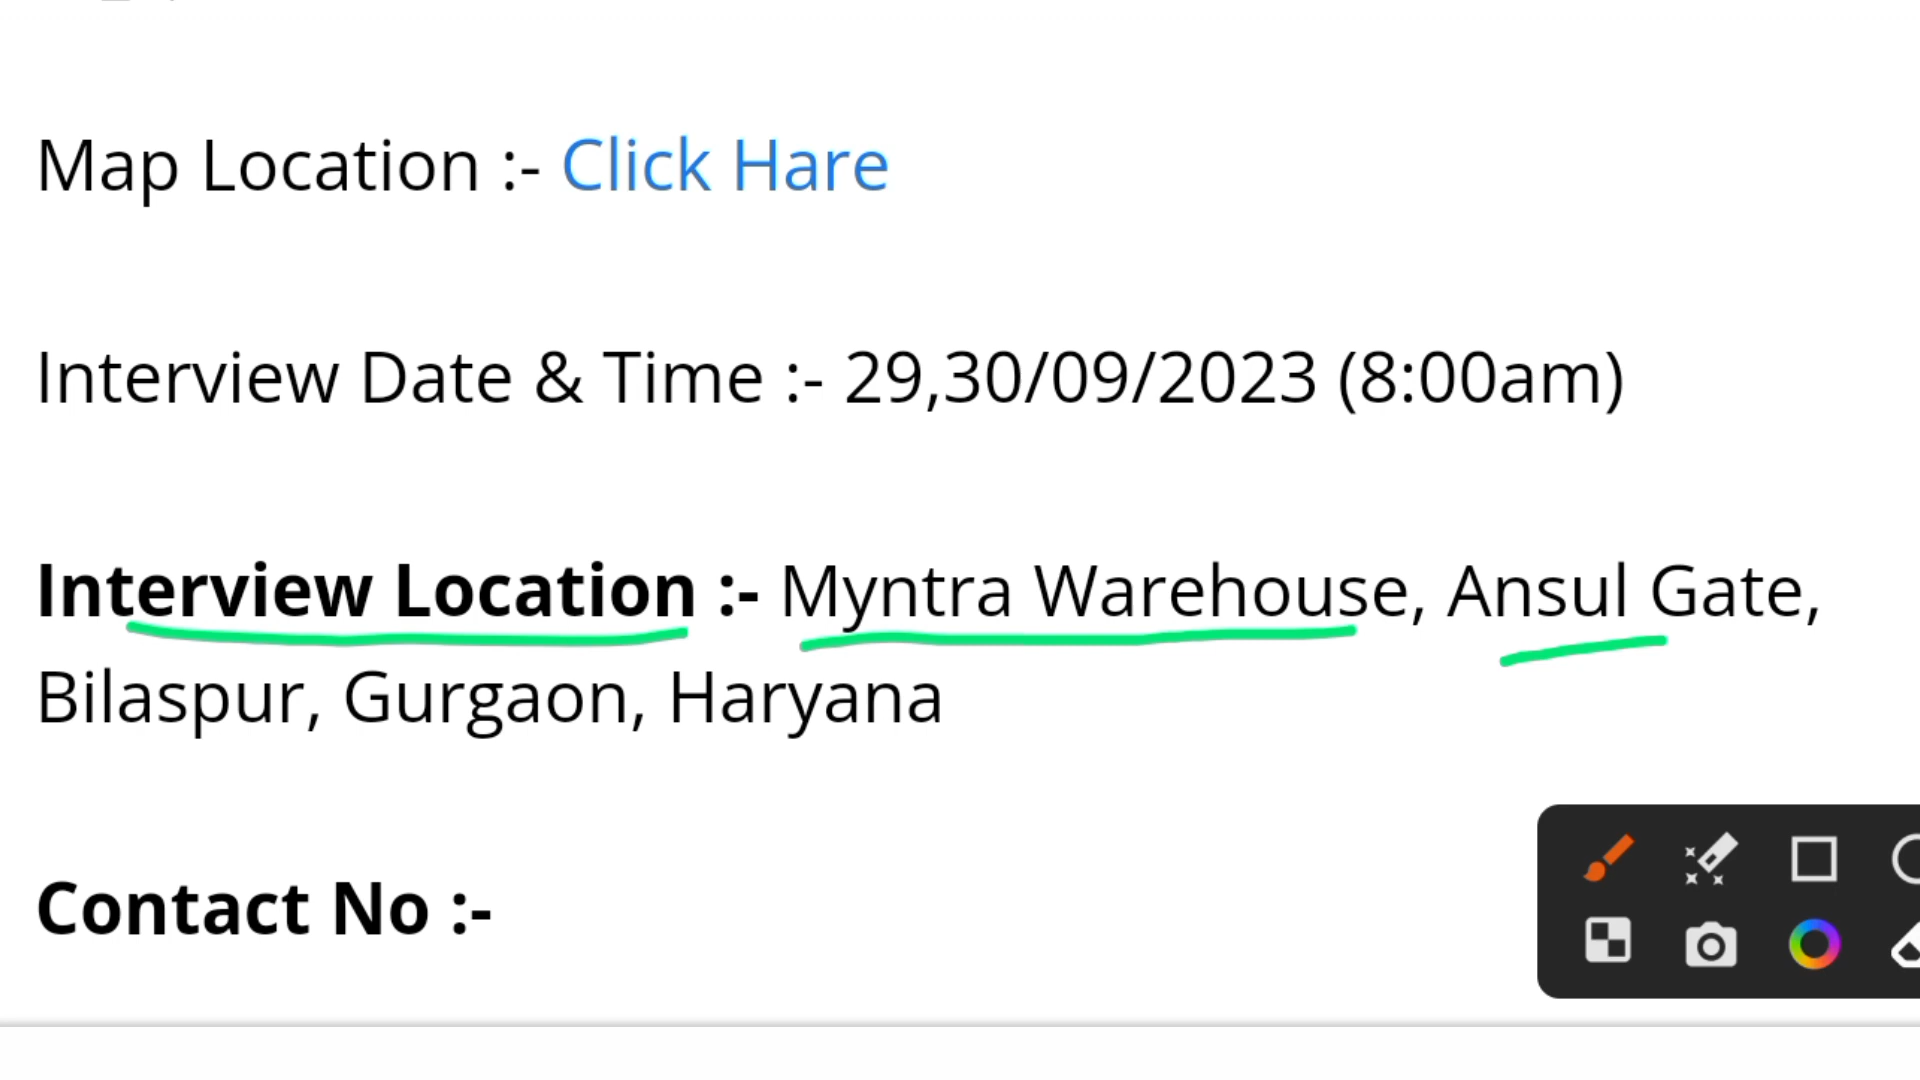 Map Location :- Click Hare
Interview Date & Time :- 29,30/09/2023 (8:00am)
Interview Location :- Myntra Warehouse, Ansul Gate,
Bilaspur, Gurgaon, Haryana
Contact No :-